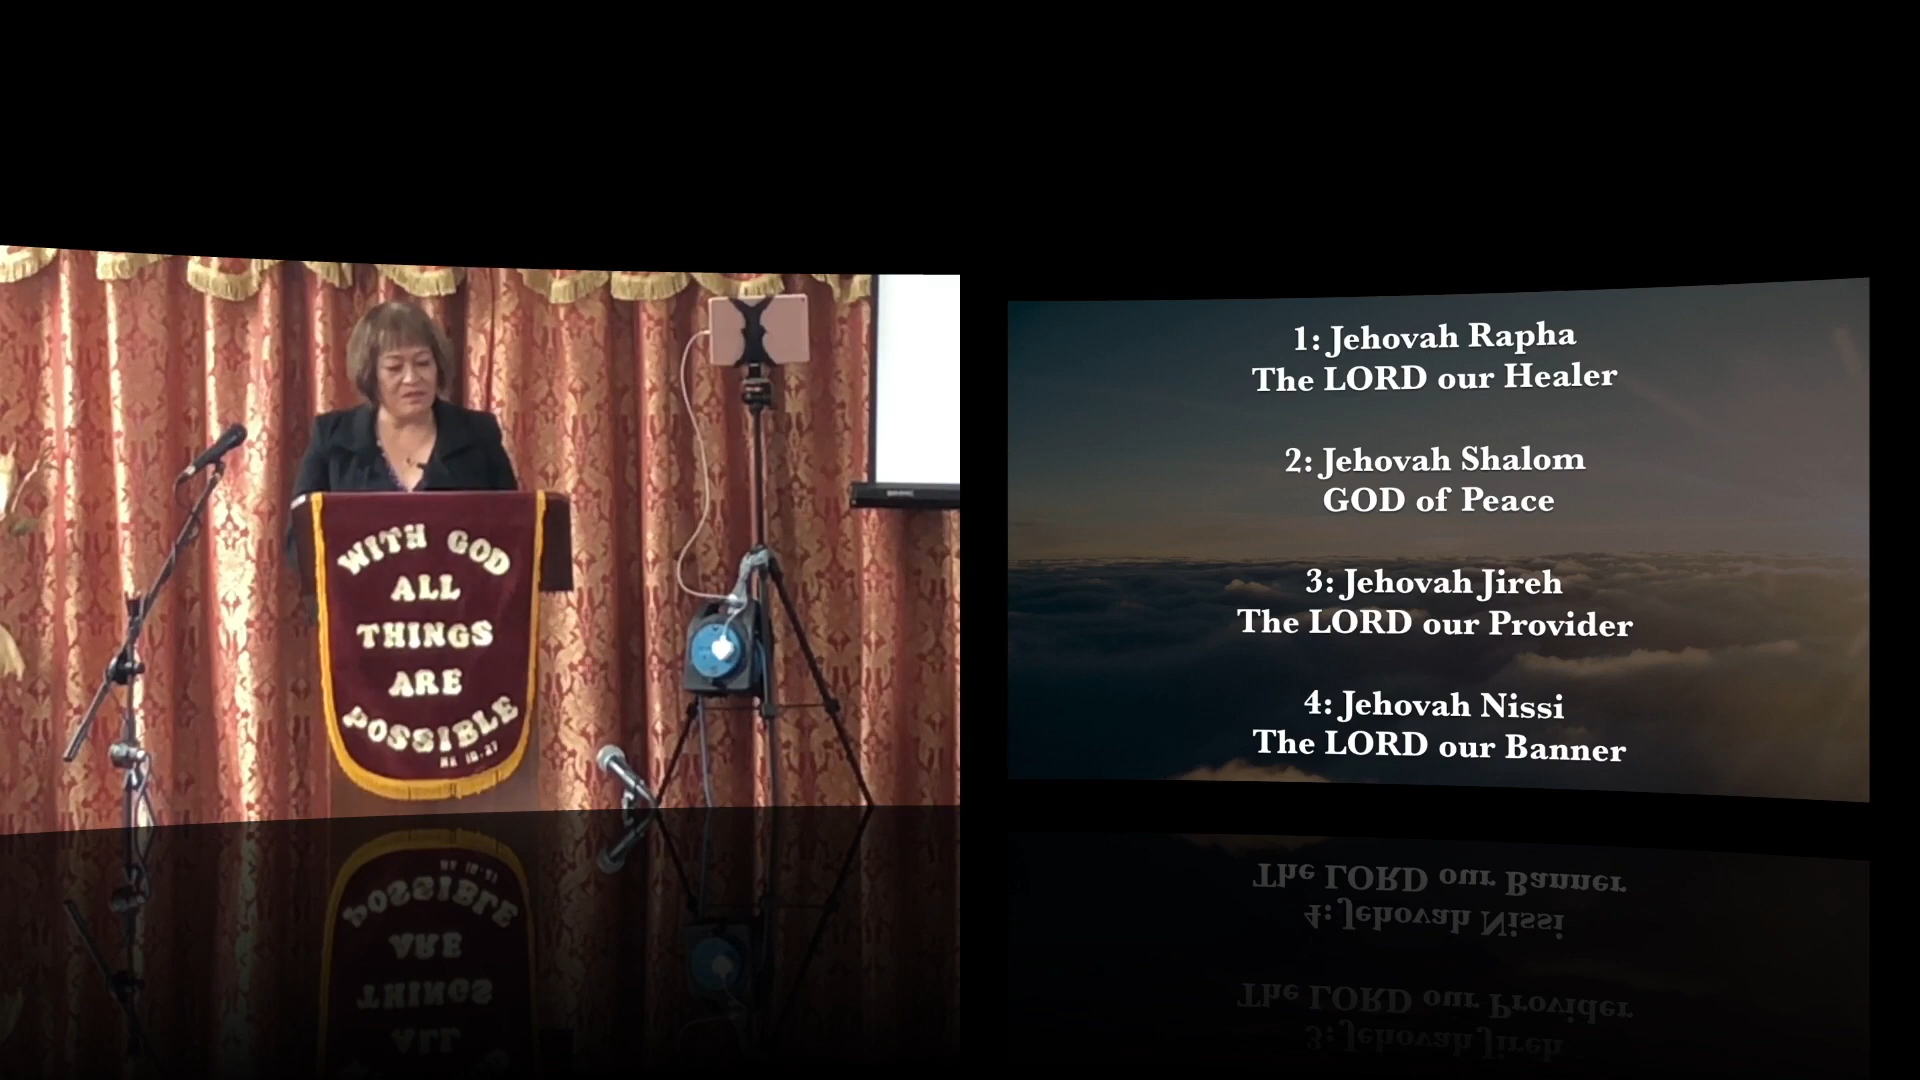 WITH GOD
ALL
THINGS
ARE
POSSIBLE
1: Jehovah Rapha
The LORD our Healer
2: Jehovah Shalom
GOD of Peace
3: Jehovah Jireh
The LORD our Provider
4: Jehovah Nissi
The LORD our Banner